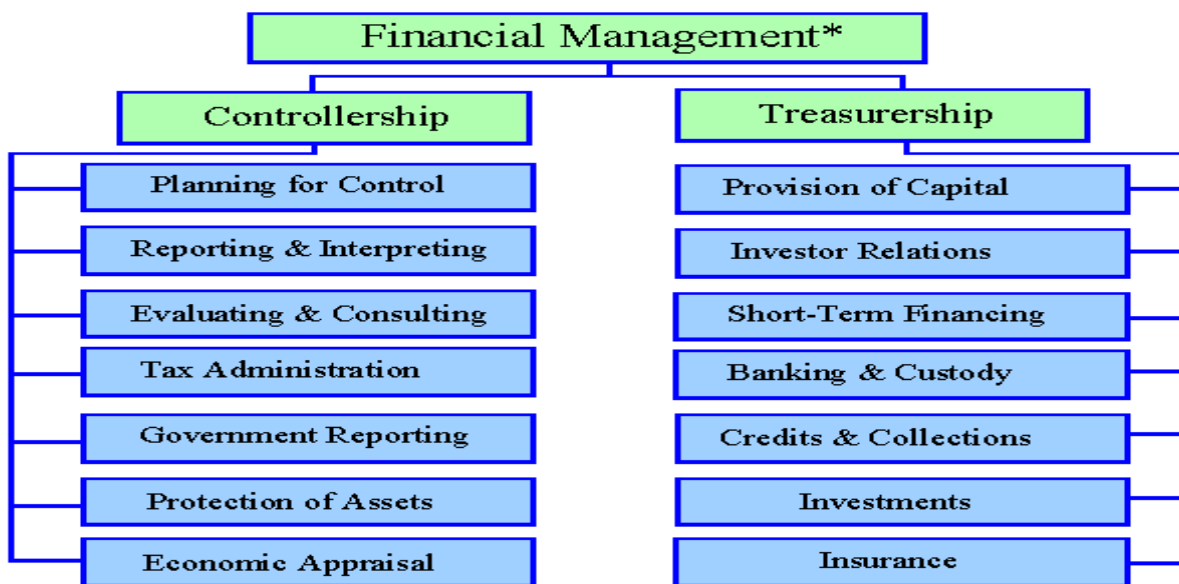 Financial Management*
Controllership
Planning for Control
Reporting & Interpreting
Evaluating & Consulting
Tax Administration
Government Reporting
Protection of Assets
Economic Appraisal
Treasurership
Provision of Capital
Investor Relations
Short-Term Financing
Banking & Custody
Credits & Collections
Investments
Insurance